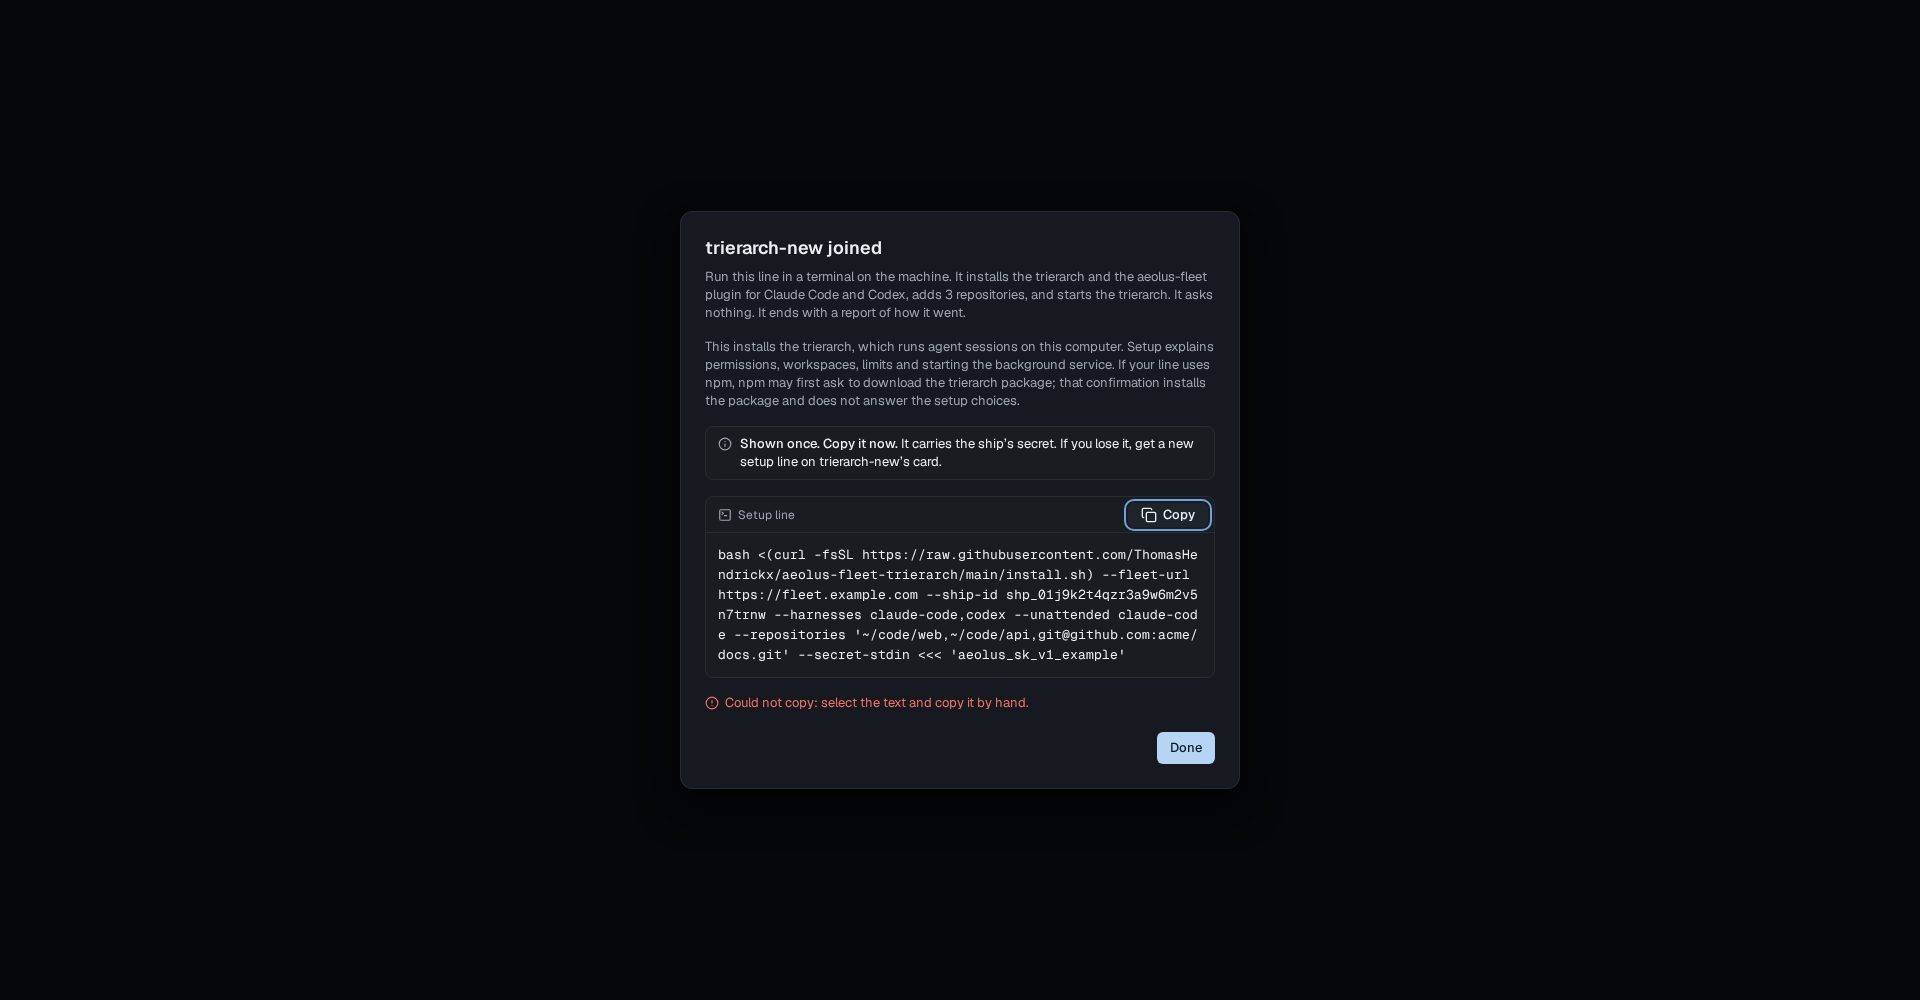 trierarch-new joined
Run this line in a terminal on the machine. It installs the trierarch and the aeolus-fleet
plugin for Claude Code and Codex, adds 3 repositories, and starts the trierarch. It asks
nothing. It ends with a report of how it went.
This installs the trierarch, which runs agent sessions on this computer. Setup explains
permissions, workspaces, limits and starting the background service. If your line uses
npm, npm may first ask to download the trierarch package; that confirmation installs
the package and does not answer the setup choices.
Shown once. Copy it now. It carries the ship's secret. If you lose it, get a new
setup line on trierarch-new's card.
Setup line
Copy
bash <(curl -fsSL https://raw.githubusercontent.com/ThomasHe
ndrickx/aeolus-fleet-trierarch/main/install.sh) --fleet-url
https://fleet.example.com --ship-id shp_01j9k2t4qzr3a9w6m2v5
n7trnw --harnesses claude-code,codex --unattended claude-cod
e --repositories '~/code/web,~/code/api,git@github.com:acme/
docs.git' --secret-stdin <<< 'aeolus_sk_v1_example'
Could not copy: select the text and copy it by hand.
Done